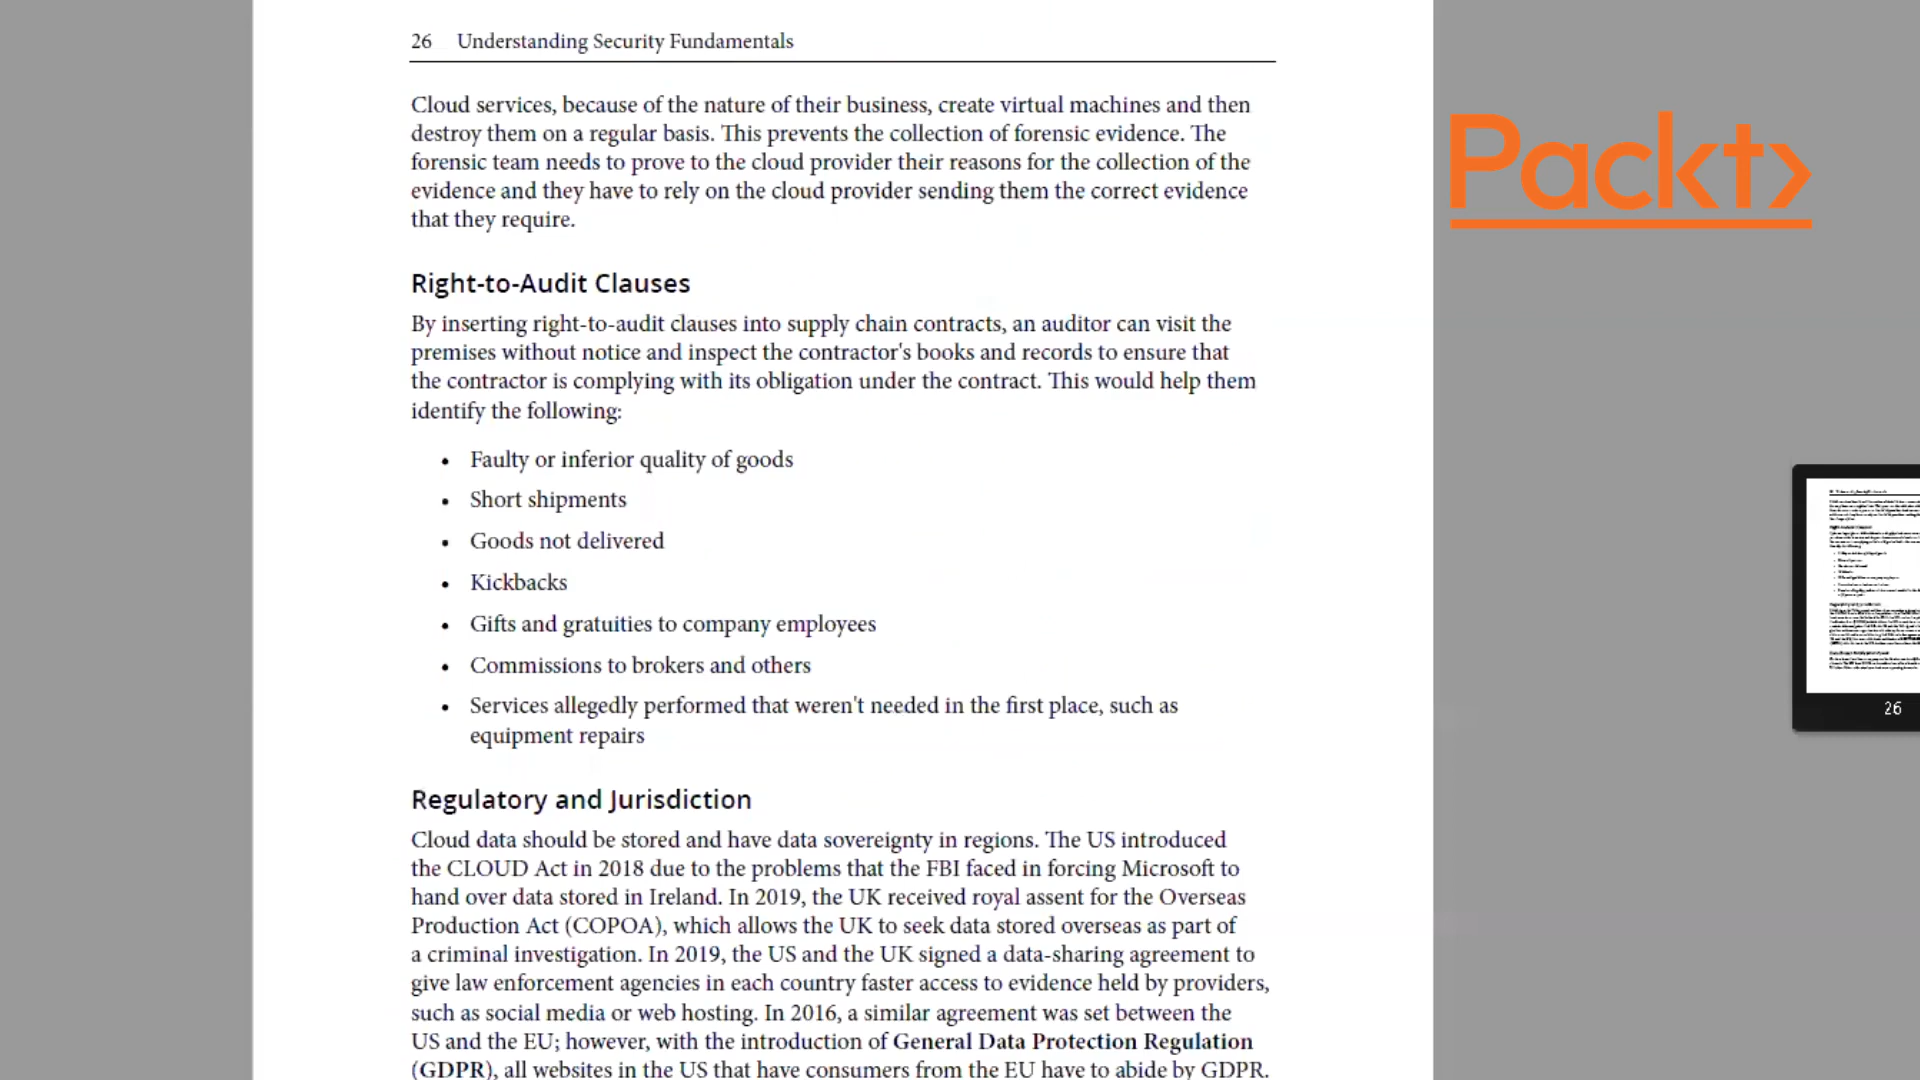 26 Understanding Security Fundamentals
Cloud services, because of the nature of their business, create virtual machines and then
destroy them on a regular basis. This prevents the collection of forensic evidence. The
forensic team needs to prove to the cloud provider their reasons for the collection of the
evidence and they have to rely on the cloud provider sending them the correct evidence
that they require.
Right-to-Audit Clauses
By inserting right-to-audit clauses into supply chain contracts, an auditor can visit the
premises without notice and inspect the contractor's books and records to ensure that
the contractor is complying with its obligation under the contract. This would help them
identify the following:
• Faulty or inferior quality of goods
• Short shipments
• Goods not delivered
• Kickbacks
• Gifts and gratuities to company employees
• Commissions to brokers and others
• Services allegedly performed that weren't needed in the first place, such as
equipment repairs
Regulatory and Jurisdiction
Cloud data should be stored and have data sovereignty in regions. The US introduced
the CLOUD Act in 2018 due to the problems that the FBI faced in forcing Microsoft to
hand over data stored in Ireland. In 2019, the UK received royal assent for the Overseas
Production Act (COPOA), which allows the UK to seek data stored overseas as part of
a criminal investigation. In 2019, the US and the UK signed a data-sharing agreement to
give law enforcement agencies in each country faster access to evidence held by providers,
such as social media or web hosting. In 2016, a similar agreement was set between the
US and the EU; however, with the introduction of General Data Protection Regulation
(GDPR), all websites in the US that have consumers from the EU have to abide by GDPR.
Packt>
26